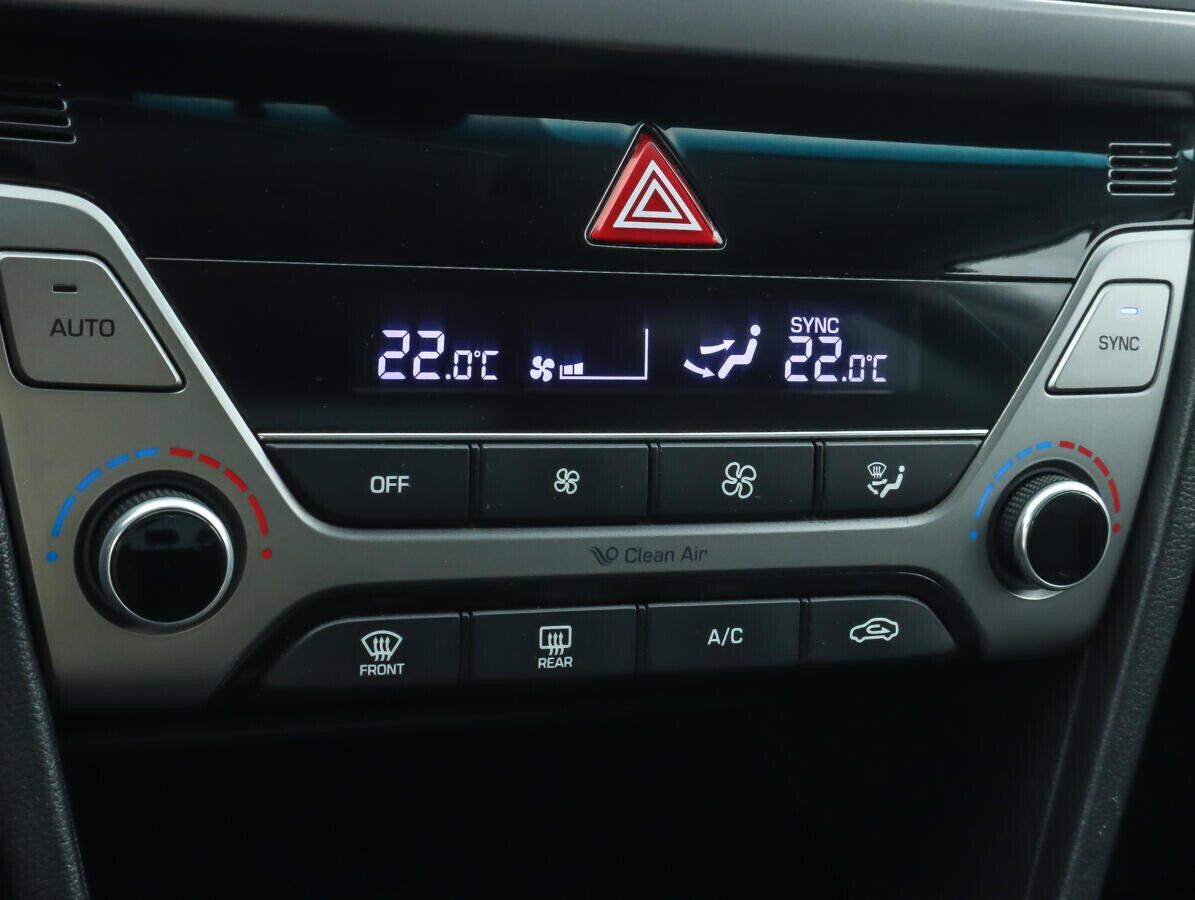 AUTO
22.0°C
SYNC
22.0°C
SYNC
OFF
Clean Air
FRONT
REAR
A/C